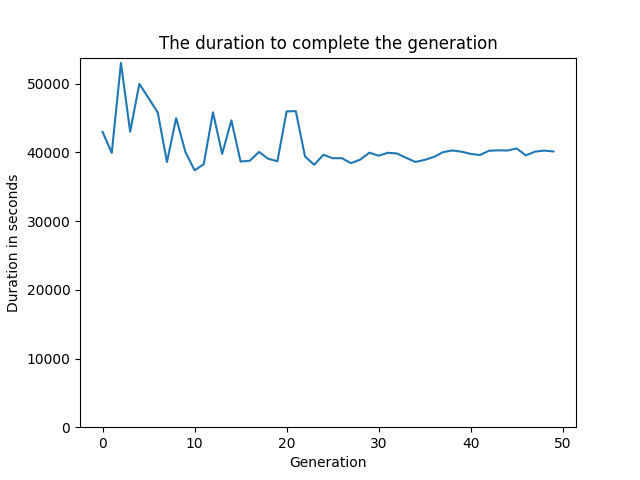 The duration to complete the generation
50000
40000
30000
20000
10000
0
Duration in seconds
0 10 20 30 40 50
Generation